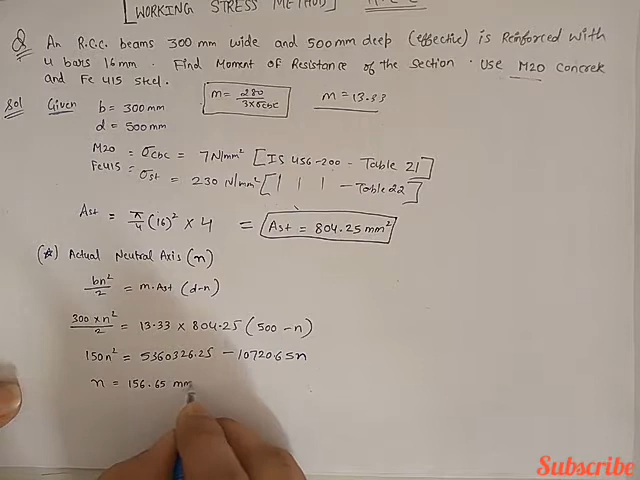 [WORKING STRESS METHOD]
Q An R.C.C. beams 300 mm wide and 500 mm deep (effective) is Reinforced with
4 bars 16 mm. Find Moment of Resistance of the section. Use M20 Concrek
and Fe 415 Steel.
Sol Given b = 300 mm
m = 280 / 3×σcbc m = 13.33
d = 500 mm
M20 = σcbc = 7 N/mm² [IS 456-200 - Table 21]
Fe415 = σst = 230 N/mm² [ | | | - Table 22]
Ast = π/4 (16)² × 4 = Ast = 804.25 mm²
(*) Actual Neutral Axis (n)
bn²/2 = m.Ast (d-n)
300 × n²/2 = 13.33 × 804.25 (500 - n)
150n² = 5360326.25 - 10720.65n
n = 156.65 mm
Subscribe